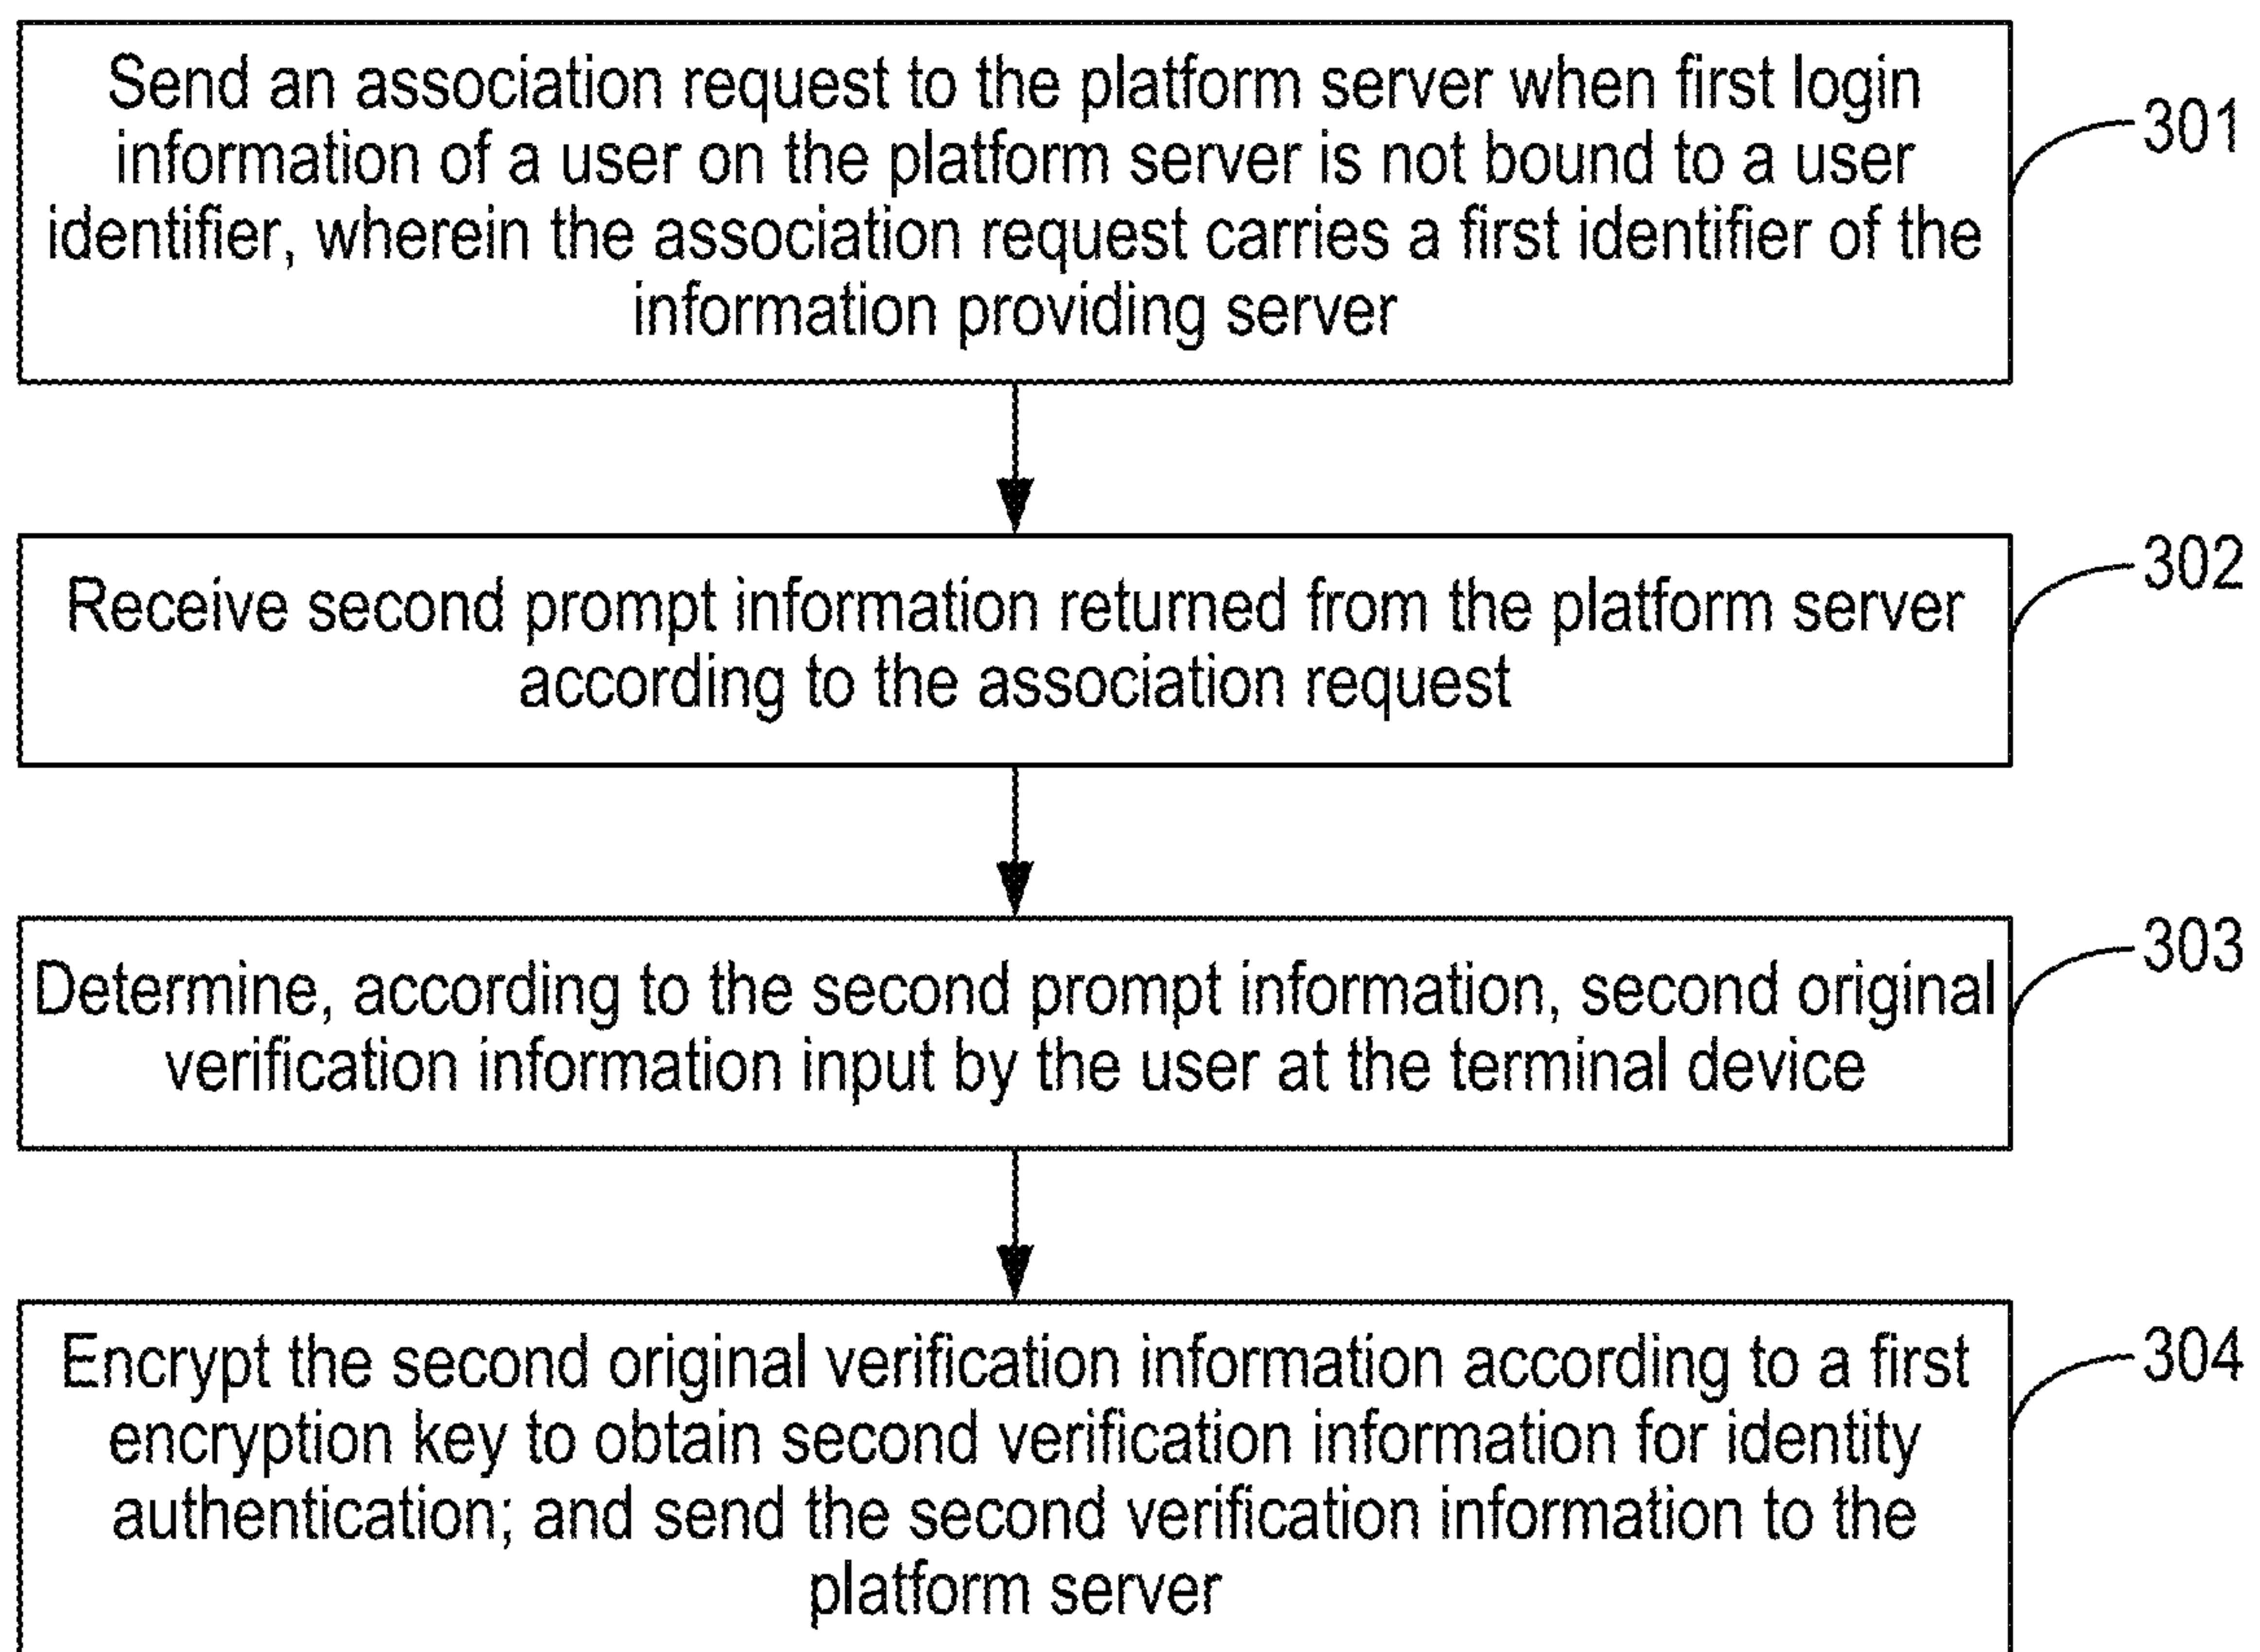 Send an association request to the platform server when first login
information of a user on the platform server is not bound to a user
identifier, wherein the association request carries a first identifier of the
information providing server
301
Receive second prompt information returned from the platform server
according to the association request
302
Determine, according to the second prompt information, second original
verification information input by the user at the terminal device
303
Encrypt the second original verification information according to a first
encryption key to obtain second verification information for identity
authentication; and send the second verification information to the
platform server
304